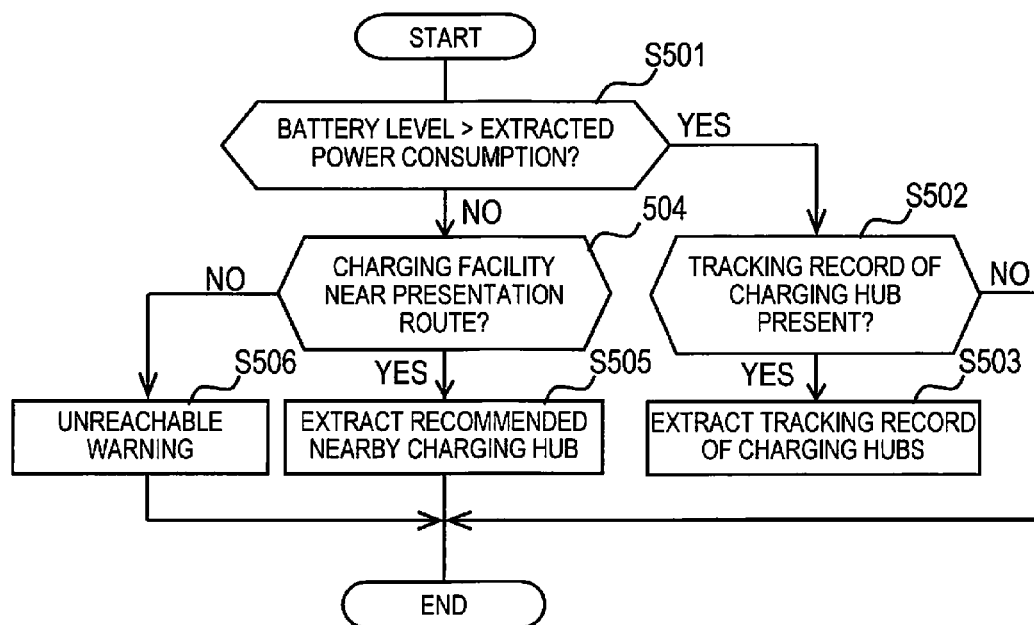 START
S501
BATTERY LEVEL > EXTRACTED
POWER CONSUMPTION?
YES
NO
504
S502
CHARGING FACILITY
NEAR PRESENTATION
ROUTE?
NO
TRACKING RECORD OF
CHARGING HUB
PRESENT?
NO
S506
YES
S505
YES
S503
UNREACHABLE
WARNING
EXTRACT RECOMMENDED
NEARBY CHARGING HUB
EXTRACT TRACKING RECORD
OF CHARGING HUBS
END